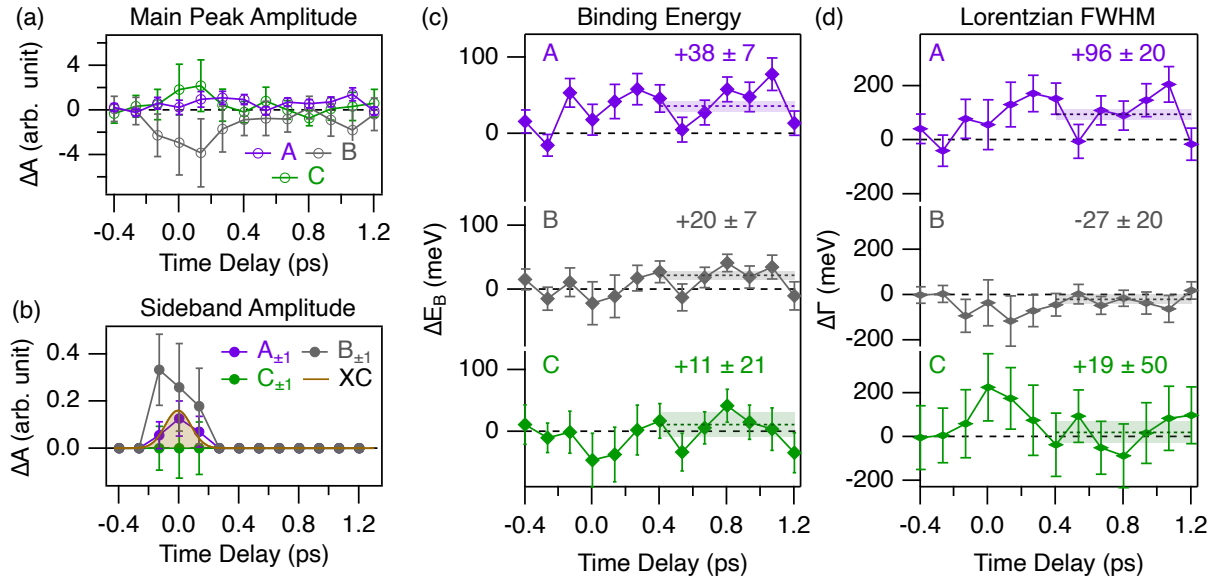 (a) Main Peak Amplitude
ΔA (arb. unit)
4
0
-4
A
B
C
-0.4 0.0 0.4 0.8 1.2
Time Delay (ps)
(b) Sideband Amplitude
ΔA (arb. unit)
0.4
0.2
0.0
A±1
B±1
C±1
XC
-0.4 0.0 0.4 0.8 1.2
Time Delay (ps)
(c) Binding Energy
ΔE_B (meV)
A
+38 ± 7
100
0
B
+20 ± 7
100
0
C
+11 ± 21
100
0
-0.4 0.0 0.4 0.8 1.2
Time Delay (ps)
(d) Lorentzian FWHM
ΔΓ (meV)
A
+96 ± 20
200
0
-200
B
-27 ± 20
200
0
-200
C
+19 ± 50
200
0
-200
-0.4 0.0 0.4 0.8 1.2
Time Delay (ps)